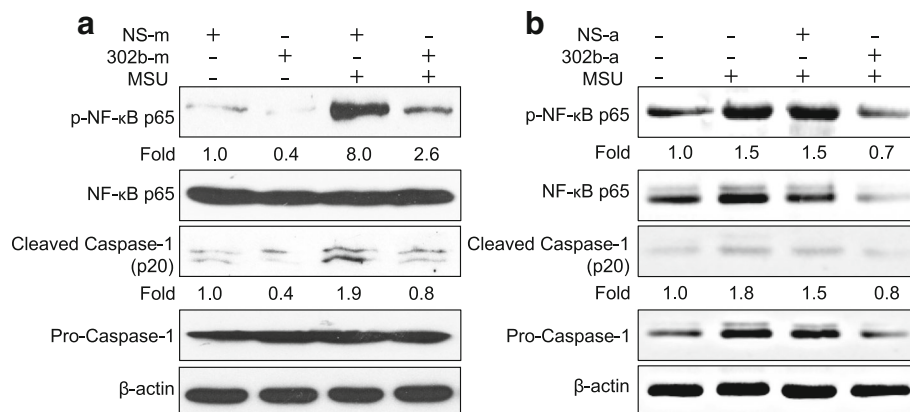 a
NS-m + - + -
302b-m - + - +
MSU - - + +
p-NF-κB p65
Fold 1.0 0.4 8.0 2.6
NF-κB p65
Cleaved Caspase-1
(p20)
Fold 1.0 0.4 1.9 0.8
Pro-Caspase-1
β-actin
b
NS-a - - + -
302b-a - - - +
MSU - + + +
p-NF-κB p65
Fold 1.0 1.5 1.5 0.7
NF-κB p65
Cleaved Caspase-1
(p20)
Fold 1.0 1.8 1.5 0.8
Pro-Caspase-1
β-actin